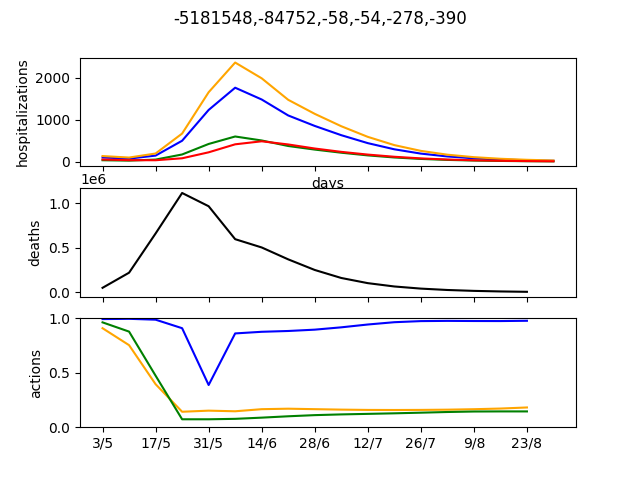 -5181548,-84752,-58,-54,-278,-390
hospitalizations
2000
1000
0
days
1e6
deaths
1.0
0.5
0.0
actions
1.0
0.5
0.0
3/5 17/5 31/5 14/6 28/6 12/7 26/7 9/8 23/8